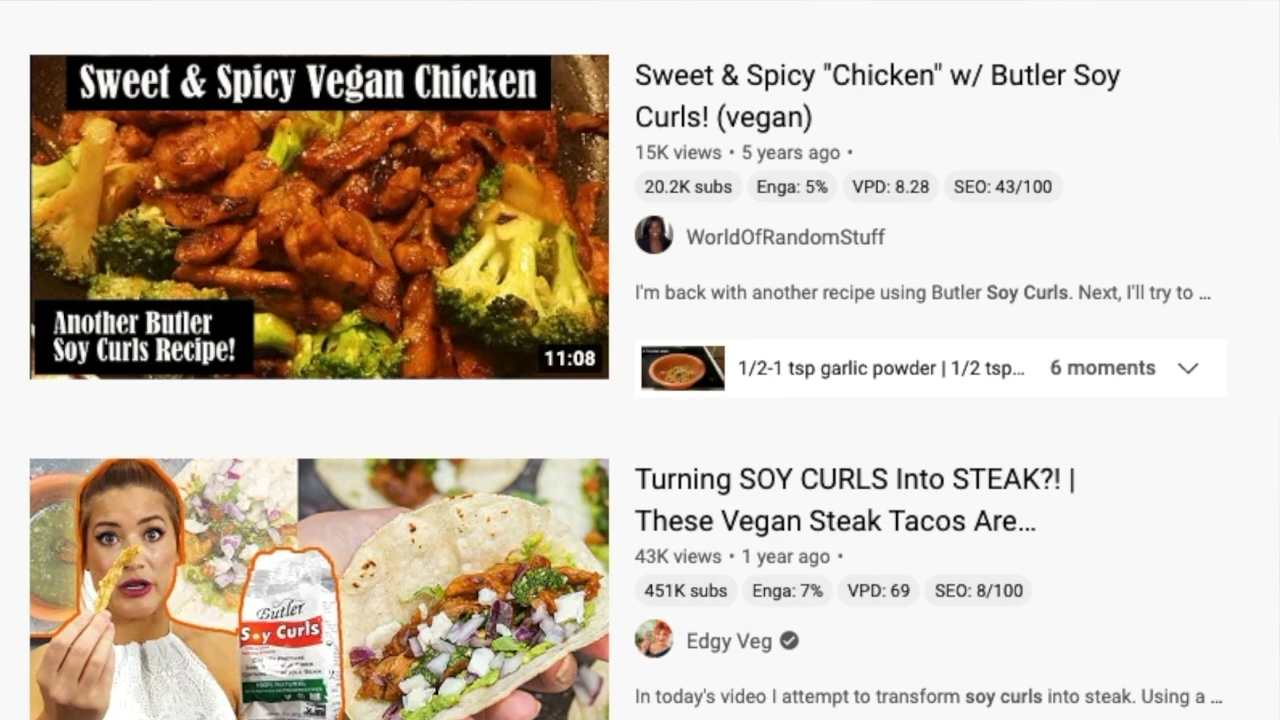 Sweet & Spicy Vegan Chicken
Another Butler
Soy Curls Recipe!
11:08
Sweet & Spicy "Chicken" w/ Butler Soy
Curls! (vegan)
15K views • 5 years ago •
20.2K subs Enga: 5% VPD: 8.28 SEO: 43/100
WorldOfRandomStuff
I'm back with another recipe using Butler Soy Curls. Next, I'll try to ...
1/2-1 tsp garlic powder | 1/2 tsp... 6 moments
Butler
Soy Curls
Turning SOY CURLS Into STEAK?! |
These Vegan Steak Tacos Are...
43K views • 1 year ago •
451K subs Enga: 7% VPD: 69 SEO: 8/100
Edgy Veg
In today's video I attempt to transform soy curls into steak. Using a ...